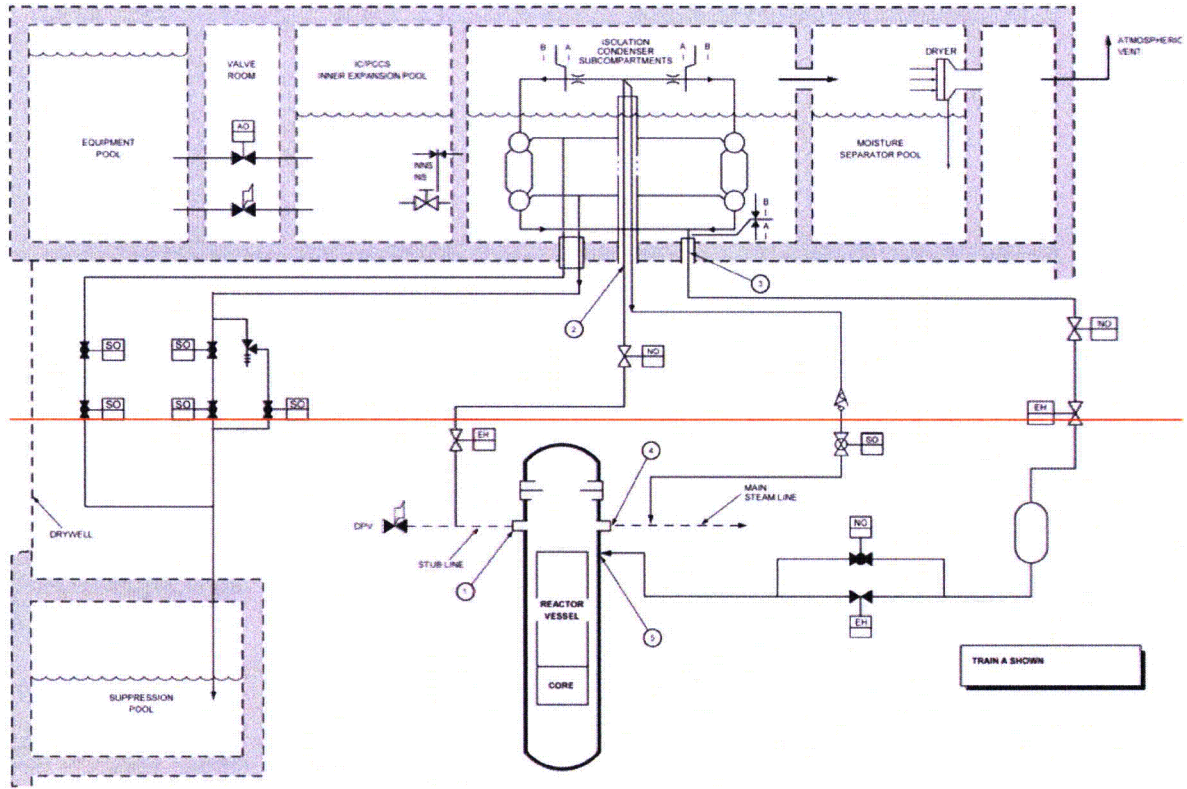 ISOLATION
CONDENSER
SUBCOMPARTMENTS
B
A
A
B
DRYER
ATMOSPHERIC
VENT
VALVE
ROOM
IC/PCCS
INNER EXPANSION POOL
AO
EQUIPMENT
POOL
NNS
NS
MOISTURE
SEPARATOR POOL
B
A
3
2
SO
SO
NO
NO
SO
SO
SO
EH
EH
SO
4
MAIN
STEAM LINE
DPV
STUB LINE
NO
DRYWELL
1
REACTOR
VESSEL
5
EH
TRAIN A SHOWN
CORE
SUPPRESSION
POOL